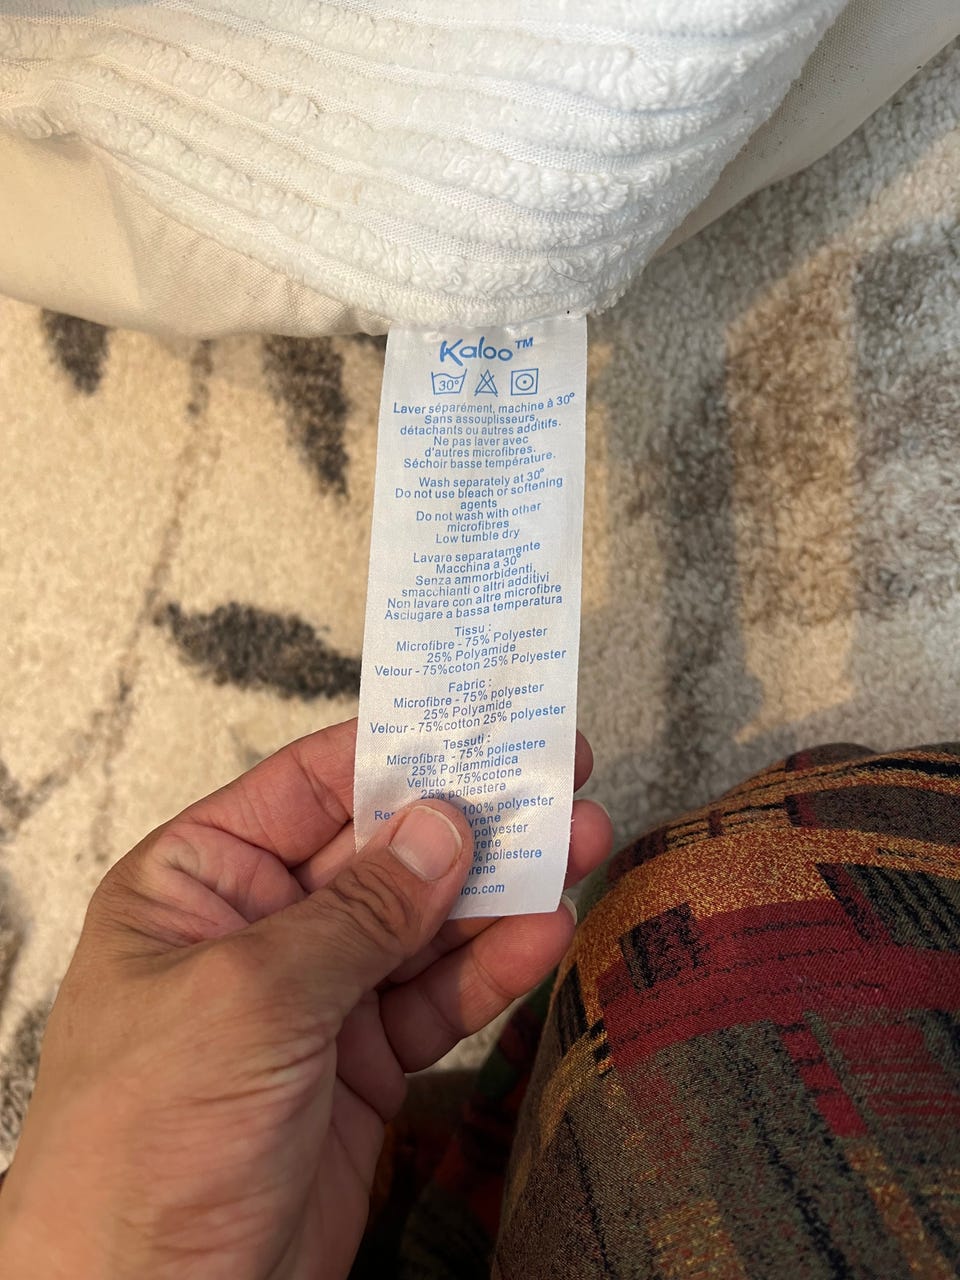 Kaloo™
30°
Laver séparément, machine à 30°
Sans assouplisseurs,
détachants ou autres additifs.
Ne pas laver avec
d'autres microfibres.
Séchoir basse température.
Wash separately at 30°
Do not use bleach or softening
agents
Do not wash with other
microfibres
Low tumble dry
Lavare separatamente
Macchina a 30°
Senza ammorbidenti,
smacchianti o altri additivi
Non lavare con altre microfibre
Asciugare a bassa temperatura
Tissu :
Microfibre - 75% Polyester
25% Polyamide
Velour - 75%coton 25% Polyester
Fabric :
Microfibre - 75% polyester
25% Polyamide
Velour - 75%cotton 25% polyester
Tessuti :
Microfibra - 75% poliestere
25% Poliammidica
Velluto - 75%cotone
25% poliestere
100% polyester
polyester
poliestere